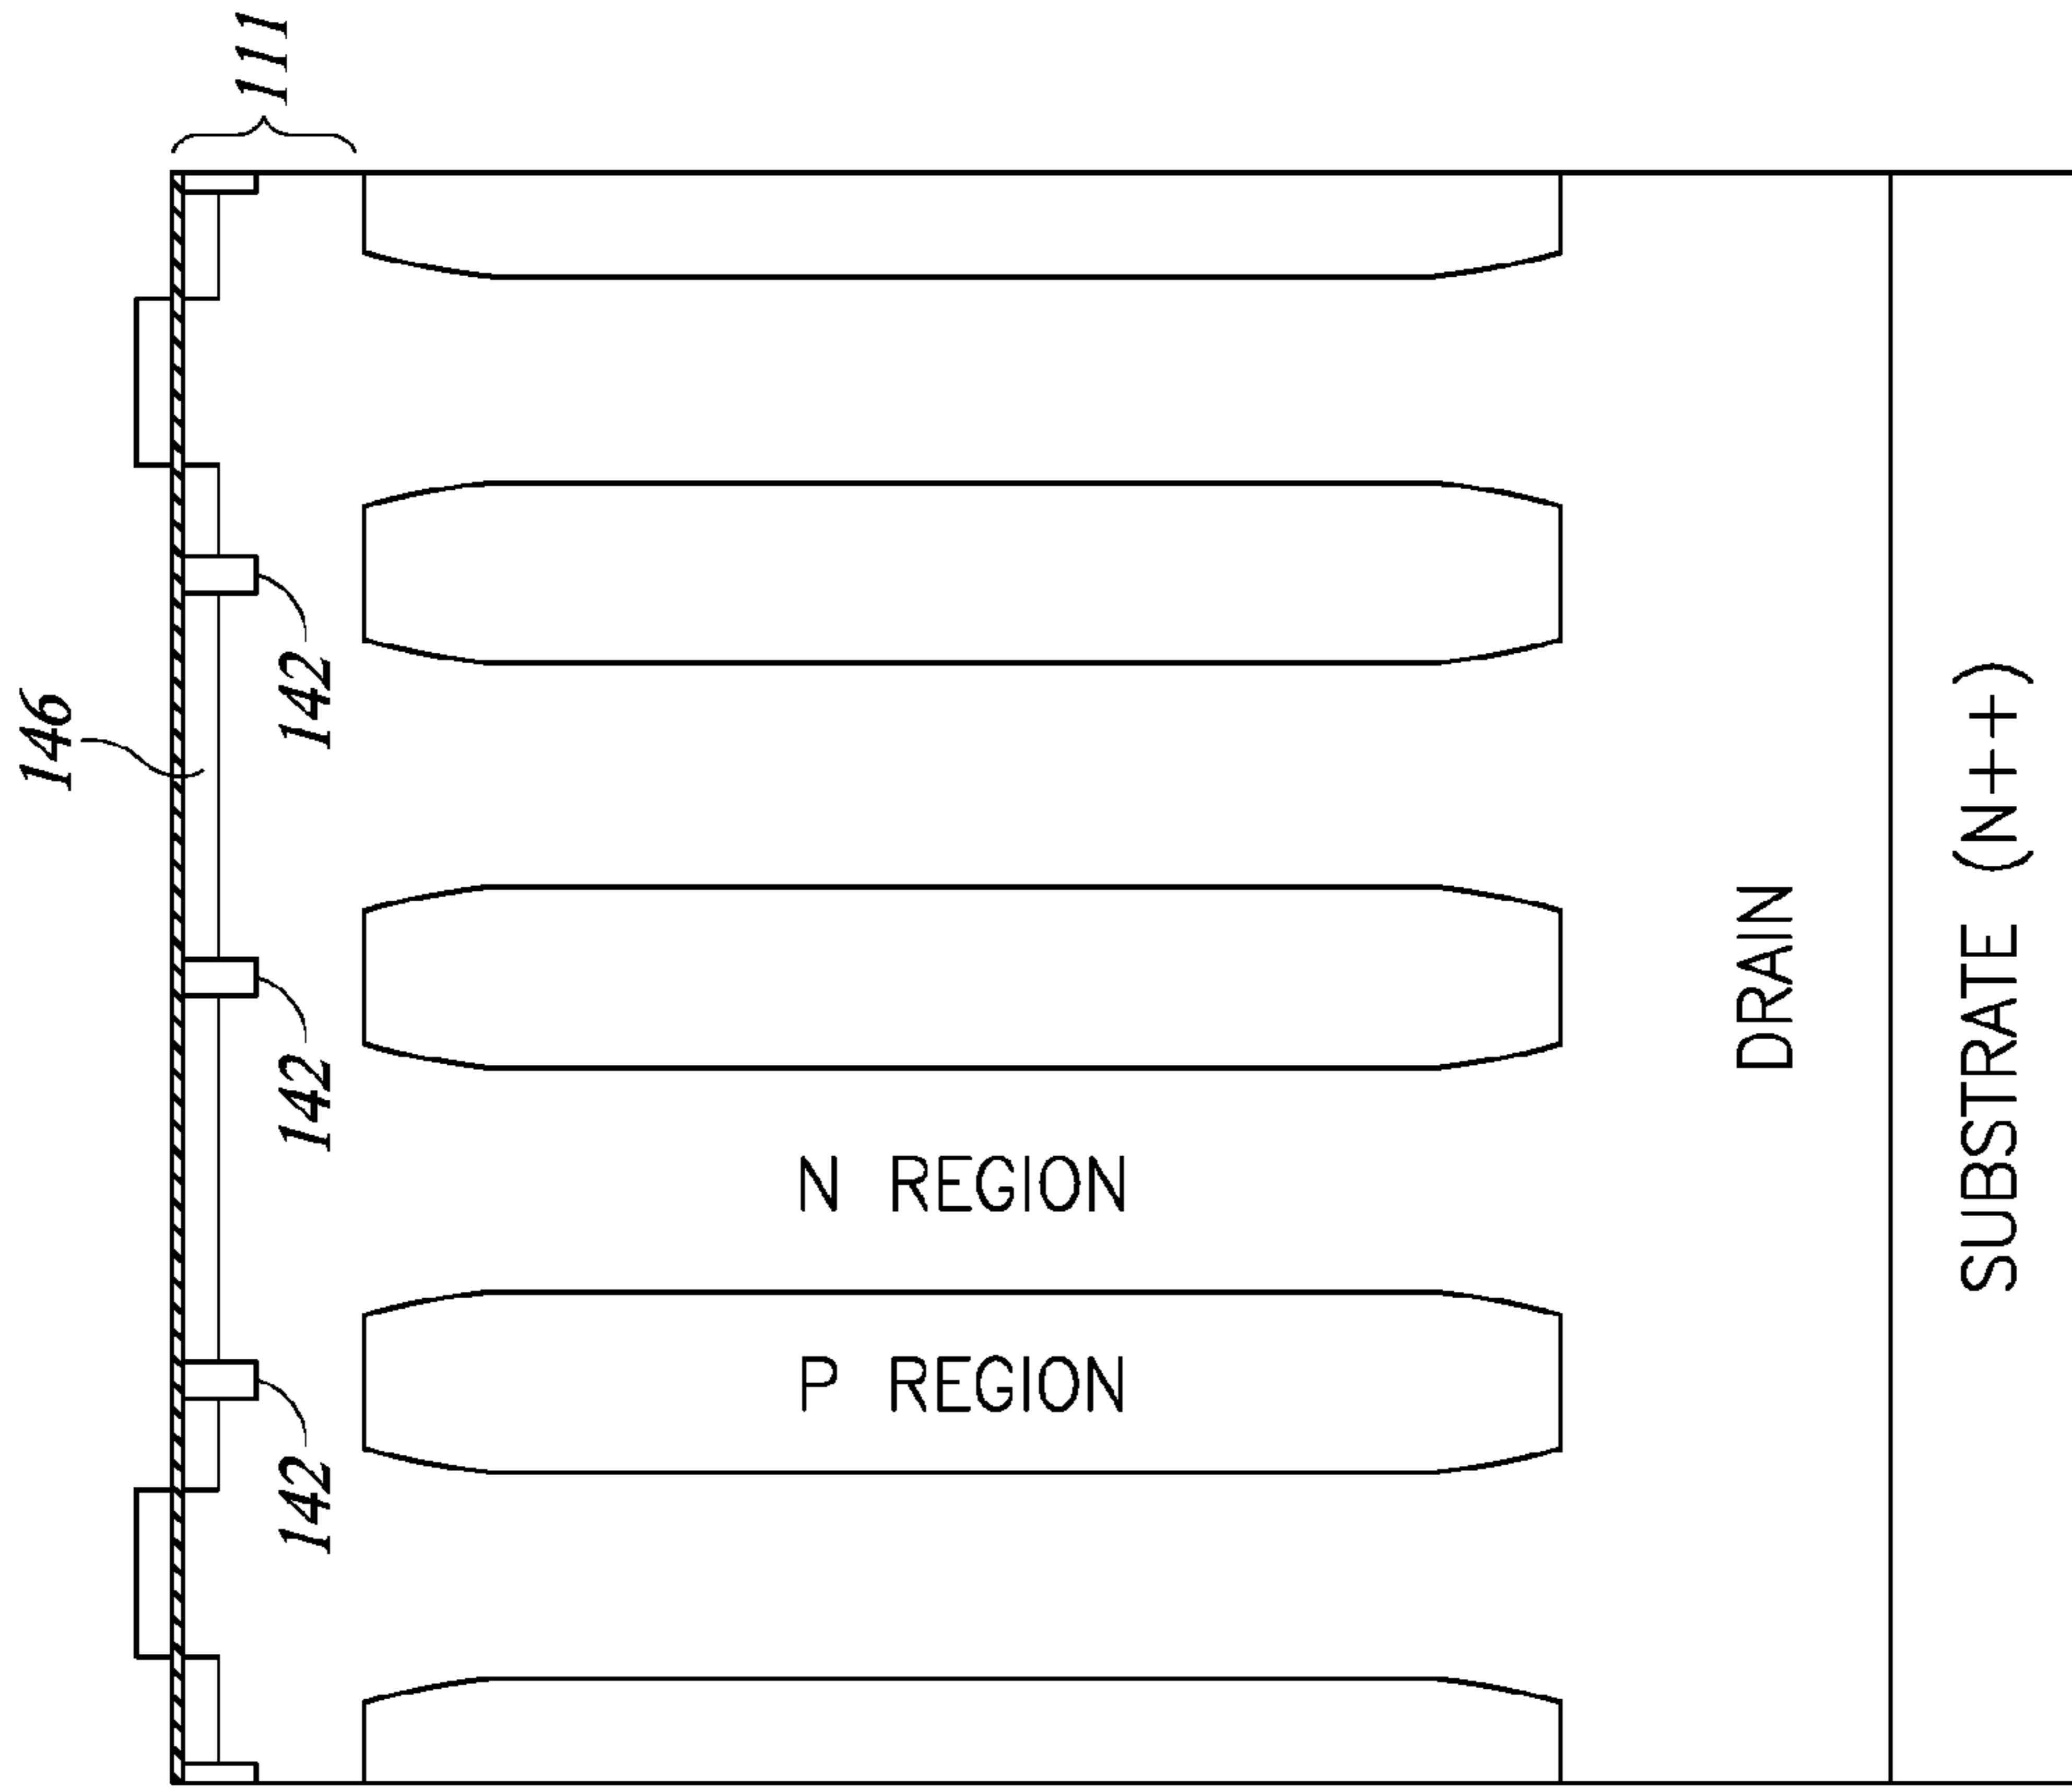 146
111
142
142
142
P REGION
N REGION
DRAIN
SUBSTRATE (N++)